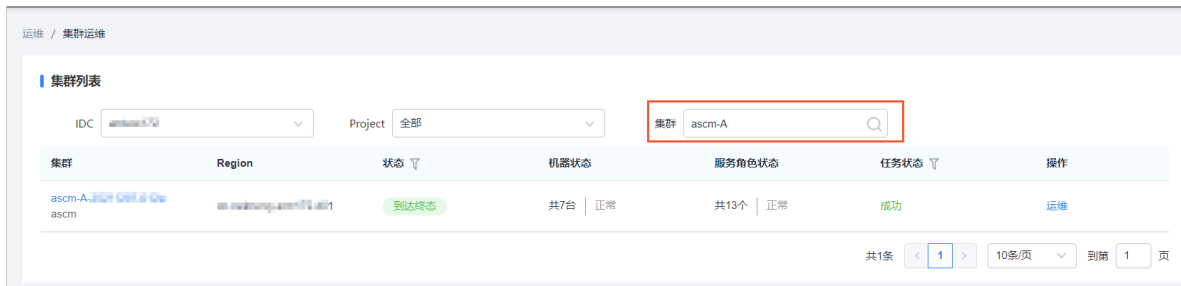 运维 / 集群运维
集群列表
IDC Project 全部 集群 ascm-A
集群 Region 状态 机器状态 服务角色状态 任务状态 操作
ascm-A- 到达终态 共7台 正常 共13个 正常 成功 运维
ascm
共1条 < 1 > 10条/页 到第 1 页